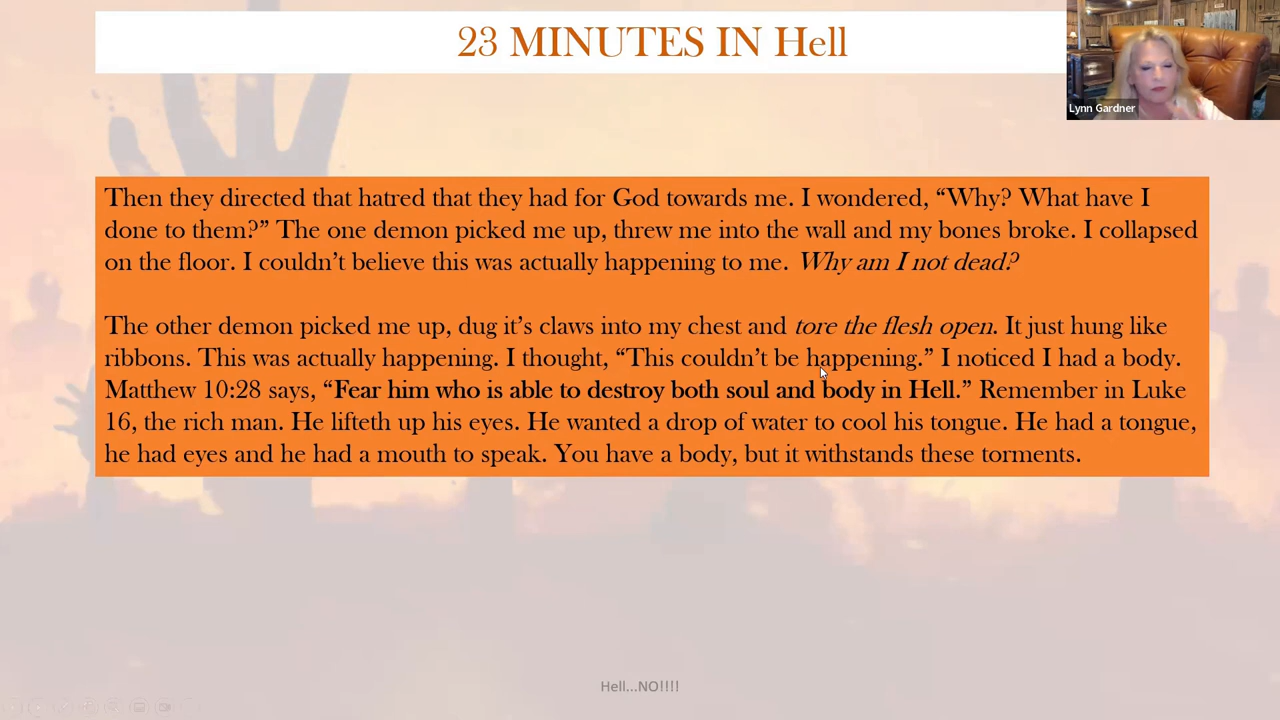 23 MINUTES IN Hell
Lynn Gardner
Then they directed that hatred that they had for God towards me. I wondered, “Why? What have I
done to them?” The one demon picked me up, threw me into the wall and my bones broke. I collapsed
on the floor. I couldn’t believe this was actually happening to me. Why am I not dead?
The other demon picked me up, dug it’s claws into my chest and tore the flesh open. It just hung like
ribbons. This was actually happening. I thought, “This couldn’t be happening.” I noticed I had a body.
Matthew 10:28 says, “Fear him who is able to destroy both soul and body in Hell.” Remember in Luke
16, the rich man. He lifteth up his eyes. He wanted a drop of water to cool his tongue. He had a tongue,
he had eyes and he had a mouth to speak. You have a body, but it withstands these torments.
Hell...NO!!!!